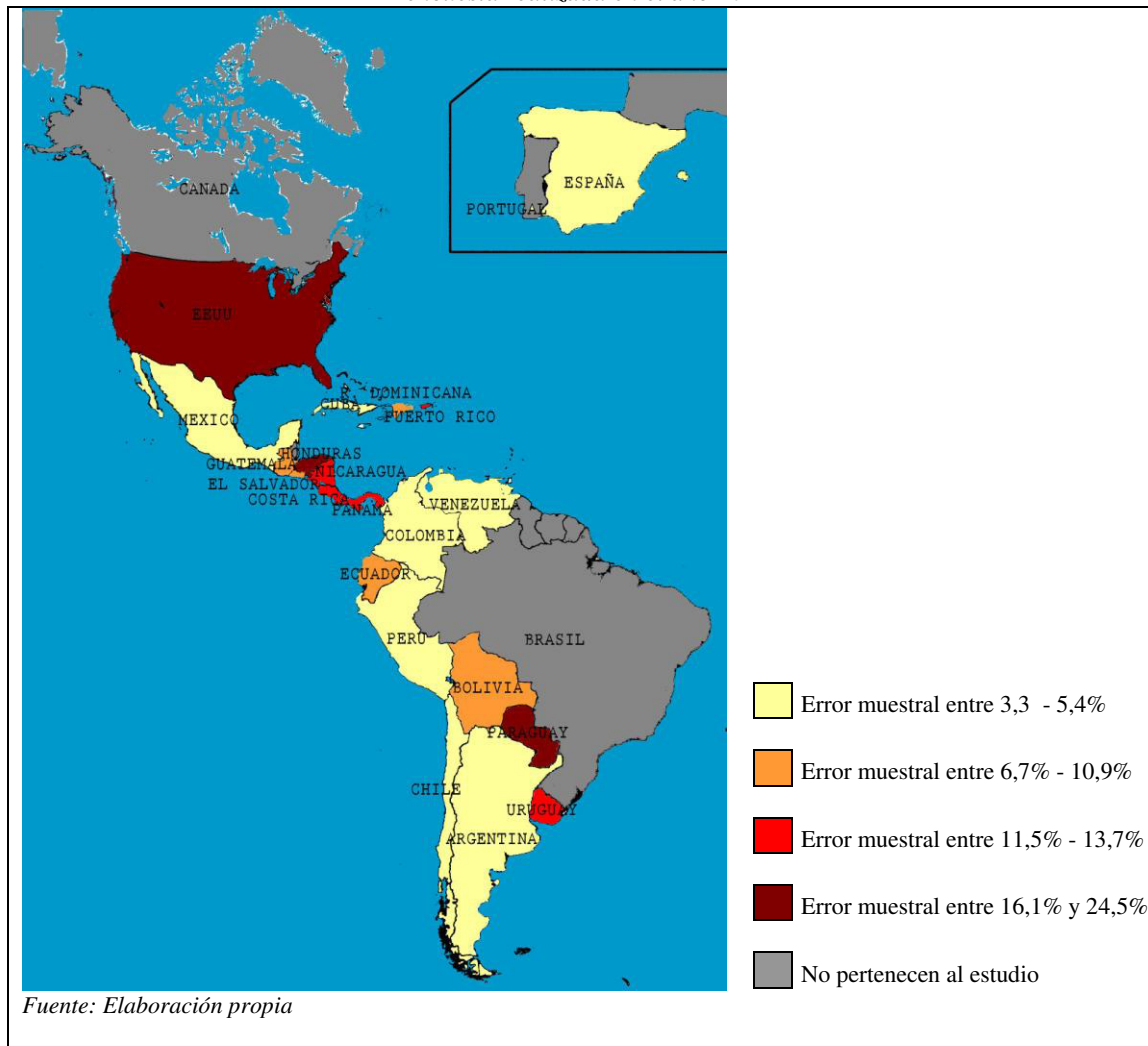 CANADA
ESPAÑA
PORTUGAL
EEUU
R. DOMINICANA
CUBA
MEXICO
PUERTO RICO
HONDURAS
GUATEMALA
NICARAGUA
EL SALVADOR
COSTA RICA
PANAMA
VENEZUELA
COLOMBIA
ECUADOR
PERU
BRASIL
BOLIVIA
PARAGUAY
CHILE
URUGUAY
ARGENTINA
Error muestral entre 3,3 - 5,4%
Error muestral entre 6,7% - 10,9%
Error muestral entre 11,5% - 13,7%
Error muestral entre 16,1% y 24,5%
No pertenecen al estudio
Fuente: Elaboración propia